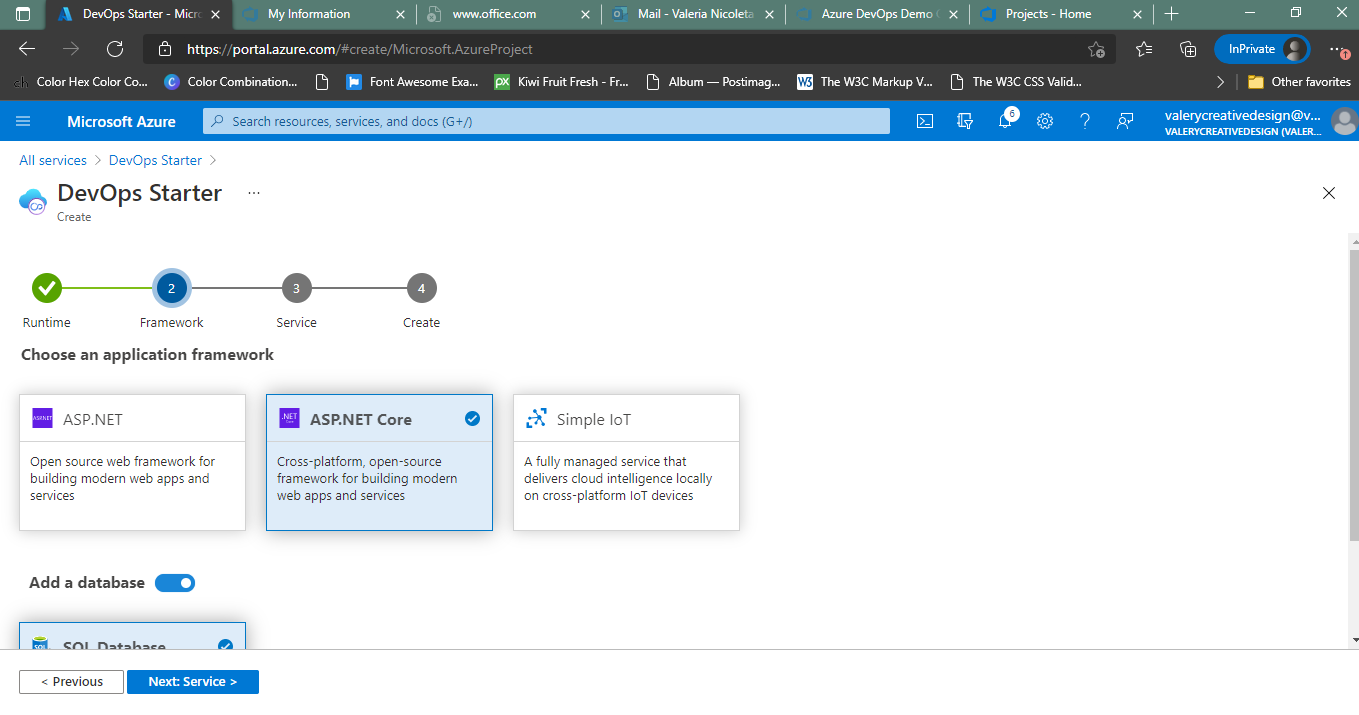 DevOps Starter - Micro
My Information
www.office.com
Mail - Valeria Nicoleta
Azure DevOps Demo
Projects - Home
https://portal.azure.com/#create/Microsoft.AzureProject
InPrivate
Color Hex Color Co...
Color Combination...
Font Awesome Exa...
Kiwi Fruit Fresh - Fr...
Album — Postimag...
The W3C Markup V...
The W3C CSS Valid...
Other favorites
Microsoft Azure
Search resources, services, and docs (G+/)
6
valerycreativedesign@v...
VALERYCREATIVEDESIGN (VALER...
All services > DevOps Starter >
DevOps Starter ...
Create
2 3 4
Runtime Framework Service Create
Choose an application framework
ASP.NET
Open source web framework for
building modern web apps and
services
.NET Core
ASP.NET Core
Cross-platform, open-source
framework for building modern
web apps and services
Simple IoT
A fully managed service that
delivers cloud intelligence locally
on cross-platform IoT devices
Add a database
SQL
SQL Database
< Previous
Next: Service >